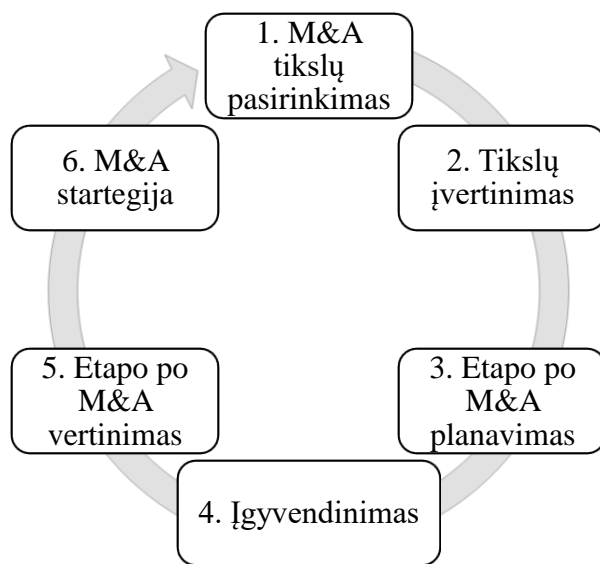 1. M&A
tikslų
pasirinkimas
2. Tikslų
įvertinimas
3. Etapo po
M&A
planavimas
4. Įgyvendinimas
5. Etapo po
M&A
vertinimas
6. M&A
startegija